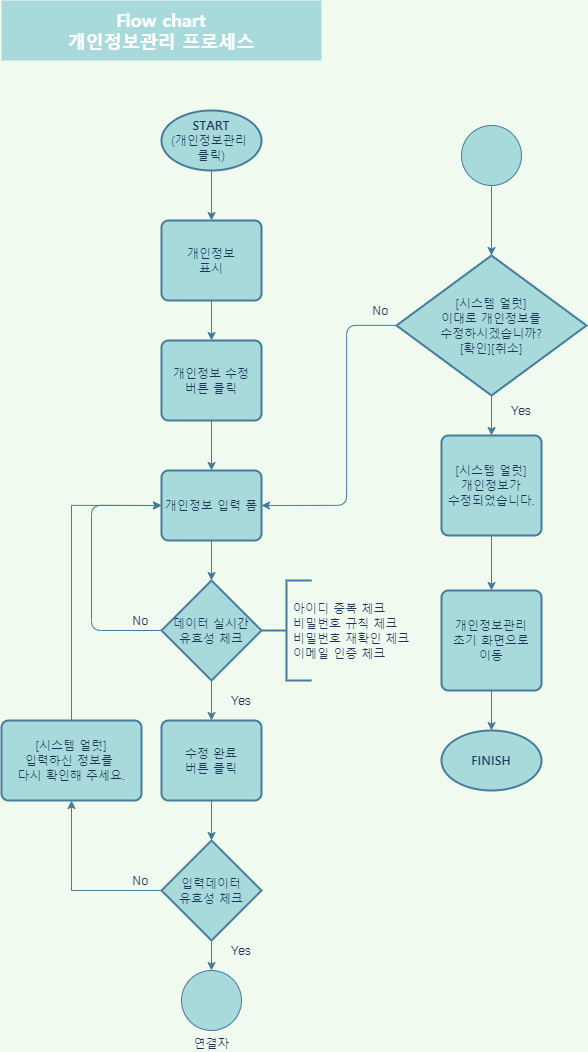 Flow chart
개인정보관리 프로세스
START
(개인정보관리
클릭)
개인정보
표시
개인정보 수정
버튼 클릭
개인정보 입력 폼
No
데이터 실시간
유효성 체크
아이디 중복 체크
비밀번호 규칙 체크
비밀번호 재확인 체크
이메일 인증 체크
Yes
[시스템 얼럿]
입력하신 정보를
다시 확인해 주세요.
수정 완료
버튼 클릭
No
입력데이터
유효성 체크
Yes
연결자
No
[시스템 얼럿]
이대로 개인정보를
수정하시겠습니까?
[확인][취소]
Yes
[시스템 얼럿]
개인정보가
수정되었습니다.
개인정보관리
초기 화면으로
이동
FINISH